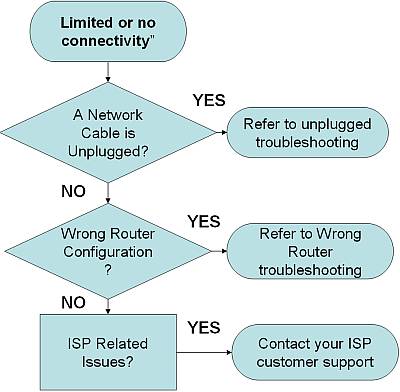 Limited or no
connectivity"
A Network
Cable is
Unplugged?
YES
Refer to unplugged
troubleshooting
NO
Wrong Router
Configuration
?
YES
Refer to Wrong
Router
troubleshooting
NO
ISP Related
Issues?
YES
Contact your ISP
customer support